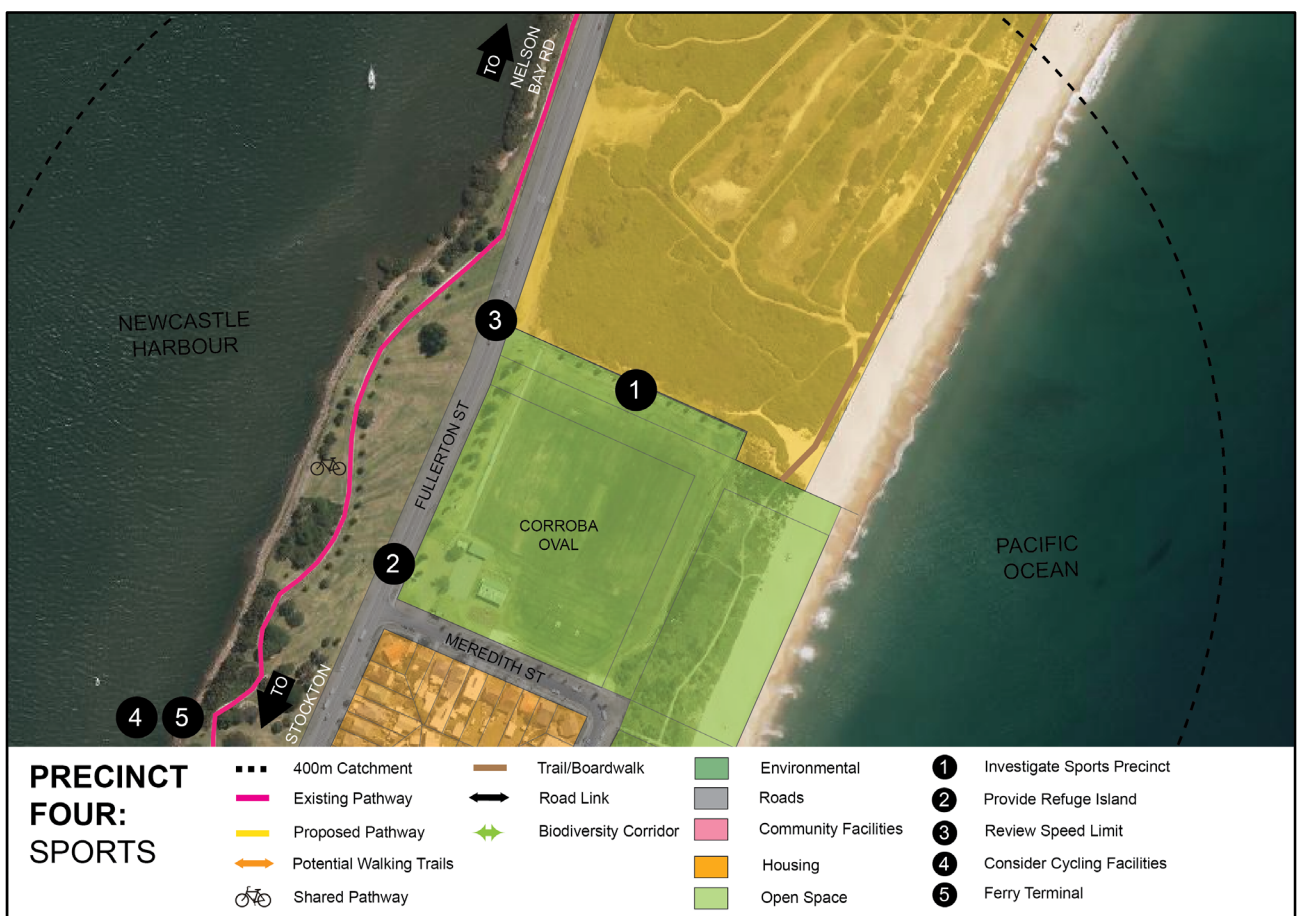 TO
NELSON
BAY RD
NEWCASTLE
HARBOUR
3
1
FULLERTON ST
CORROBA
OVAL
2
PACIFIC
OCEAN
MEREDITH ST
4
5
TO
STOCKTON
PRECINCT
FOUR:
SPORTS
400m Catchment
Existing Pathway
Proposed Pathway
Potential Walking Trails
Shared Pathway
Trail/Boardwalk
Road Link
Biodiversity Corridor
Environmental
Roads
Community Facilities
Housing
Open Space
1 Investigate Sports Precinct
2 Provide Refuge Island
3 Review Speed Limit
4 Consider Cycling Facilities
5 Ferry Terminal